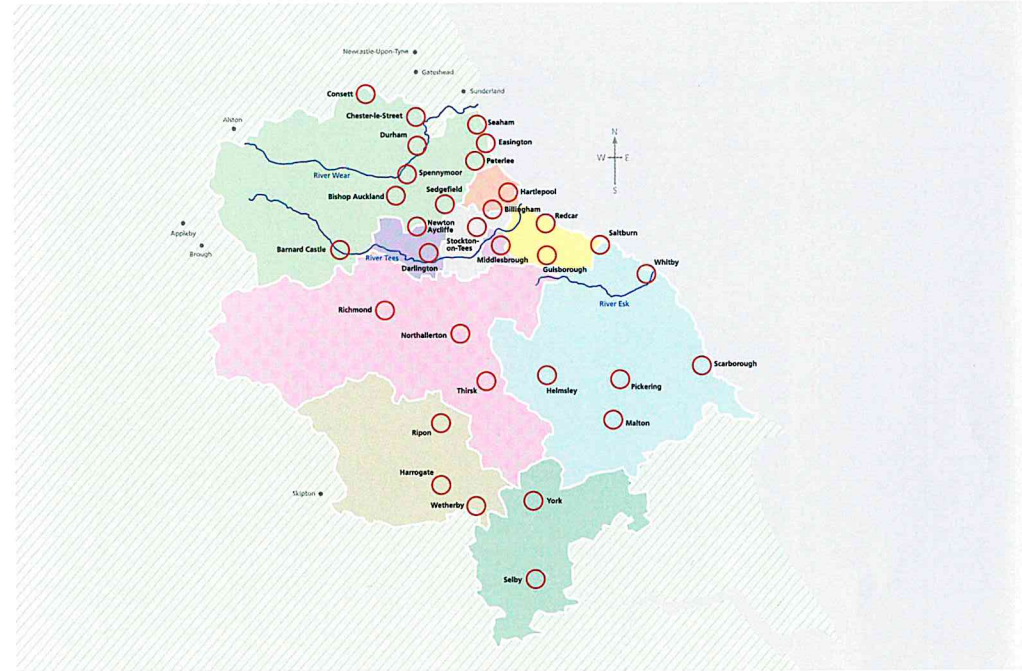 Newcastle-Upon-Tyne
Gateshead
Sunderland
Consett
Chester-le-Street
Seaham
Alston
Durham
Easington
N
W E
S
Peterlee
River Wear
Spennymoor
Sedgefield
Hartlepool
Bishop Auckland
Billingham
Redcar
Newton
Aycliffe
Appleby
Saltburn
Stockton-
on-Tees
Brough
Barnard Castle
River Tees
Middlesbrough
Whitby
Darlington
Guisborough
River Esk
Richmond
Northallerton
Scarborough
Thirsk
Helmsley
Pickering
Malton
Ripon
Harrogate
Skipton
Wetherby
York
Selby